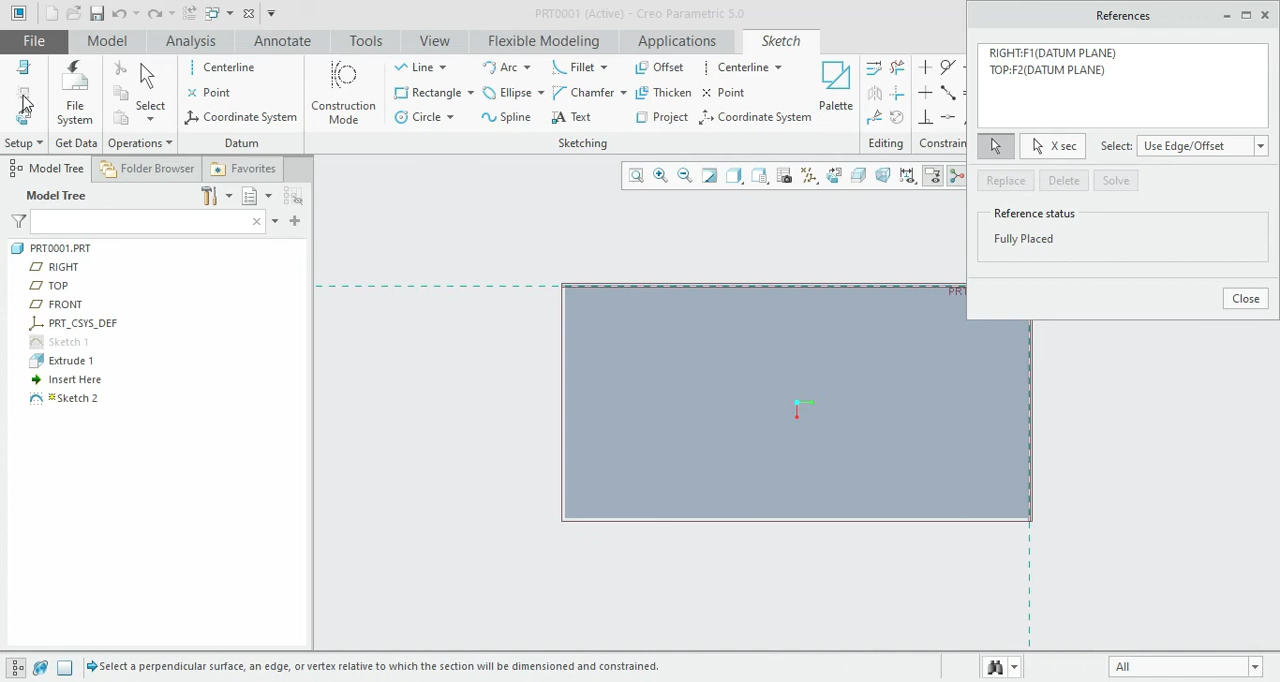 PRT0001 (Active) - Creo Parametric 5.0
References
File Model Analysis Annotate Tools View Flexible Modeling Applications Sketch
RIGHT:F1(DATUM PLANE)
TOP:F2(DATUM PLANE)
Centerline Line Arc Fillet Offset Centerline
Point Rectangle Ellipse Chamfer Thicken Point
Coordinate System Circle Spline Text Project Coordinate System
File System
Select
Construction Mode
Palette
Setup Get Data Operations Datum Sketching Editing Constrain
X sec Select: Use Edge/Offset
Replace Delete Solve
Reference status
Fully Placed
Close
Model Tree Folder Browser Favorites
Model Tree
PRT0001.PRT
RIGHT
TOP
FRONT
PRT_CSYS_DEF
Sketch 1
Extrude 1
Insert Here
Sketch 2
PRT
Select a perpendicular surface, an edge, or vertex relative to which the section will be dimensioned and constrained.
All